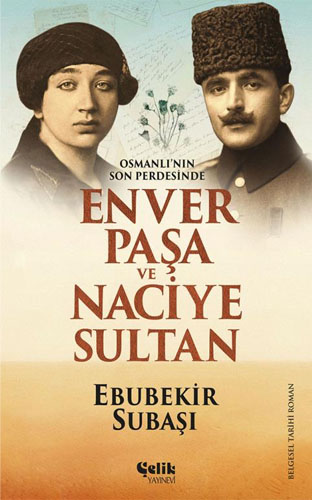 OSMANLI'NIN
SON PERDESİNDE
ENVER
PAŞA
VE
NACİYE
SULTAN
EBUBEKİR
SUBAŞI
Çelik
YAYINEVİ
BELGESEL TARİHİ ROMAN